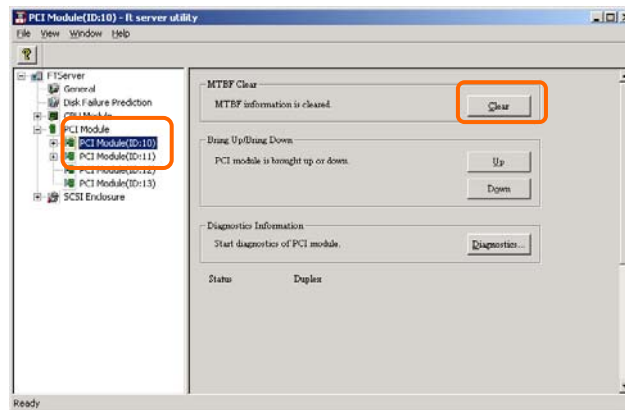 PCI Module(ID:10) - ft server utility
File View Window Help
FTServer
General
Disk Failure Prediction
CPU Module
PCI Module
PCI Module(ID:10)
PCI Module(ID:11)
PCI Module(ID:12)
PCI Module(ID:13)
SCSI Enclosure
MTBF Clear
MTBF information is cleared.
Clear
Bring Up/Bring Down
PCI module is brought up or down.
Up
Down
Diagnostics Information
Start diagnostics of PCI module.
Diagnostics...
Status Duplex
Ready